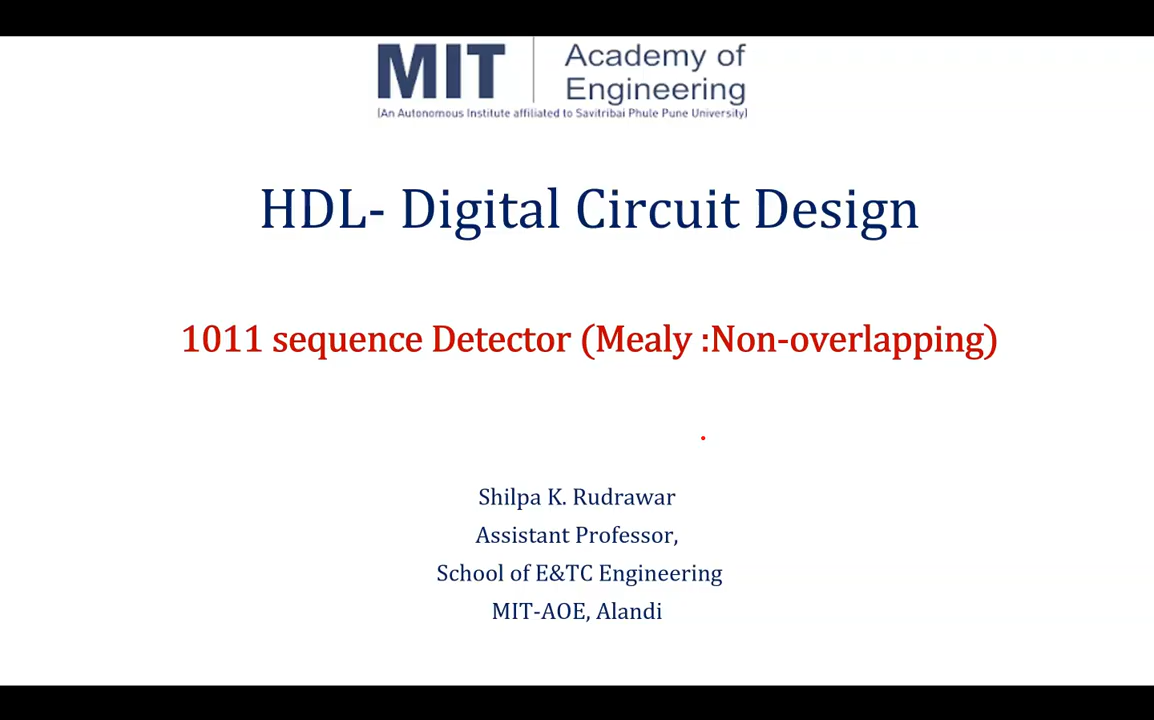 MIT
Academy of
Engineering
(An Autonomous Institute affiliated to Savitribai Phule Pune University)
HDL- Digital Circuit Design
1011 sequence Detector (Mealy :Non-overlapping)
Shilpa K. Rudrawar
Assistant Professor,
School of E&TC Engineering
MIT-AOE, Alandi